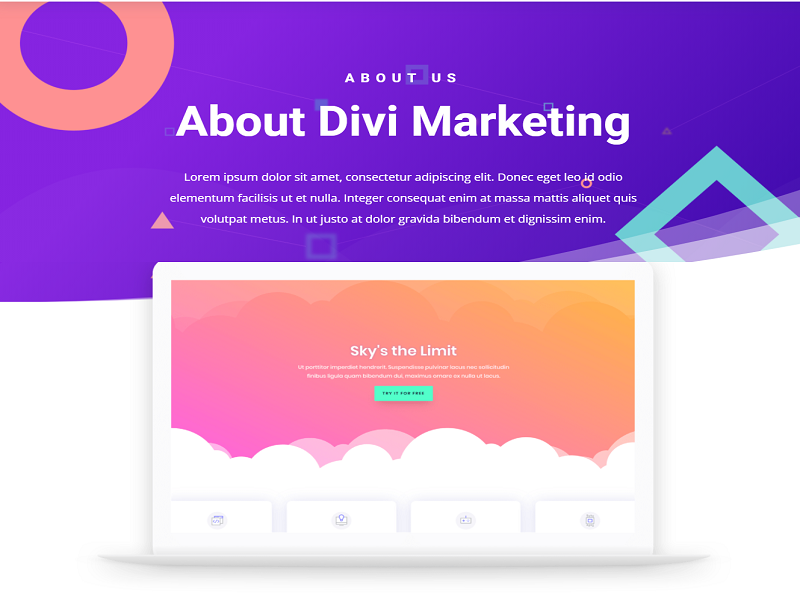 ABOUT US
About Divi Marketing
Lorem ipsum dolor sit amet, consectetur adipiscing elit. Donec eget leo id odio
elementum facilisis ut et nulla. Integer consequat enim at massa mattis aliquet quis
volutpat metus. In ut justo at dolor gravida bibendum et dignissim enim.
Sky's the Limit
Ut porttitor imperdiet hendrerit. Suspendisse pulvinar lacus nec sollicitudin
finibus ligula quam bibendum dui, maximus ornare ex nulla ut lacus.
TRY IT FOR FREE